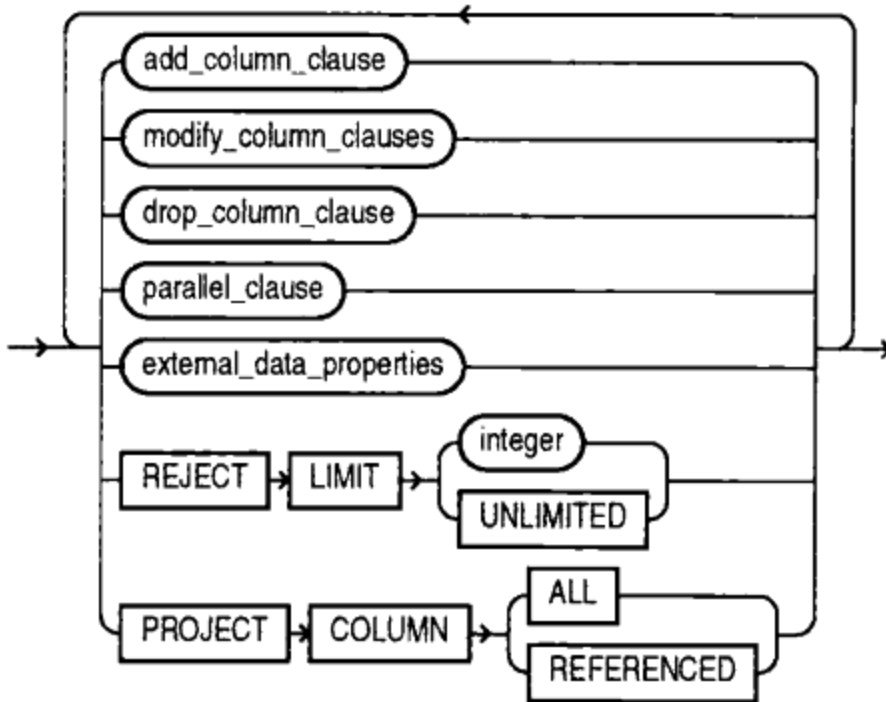 add_column_clause
modify_column_clauses
drop_column_clause
parallel_clause
external_data_properties
REJECT LIMIT integer
UNLIMITED
PROJECT COLUMN ALL
REFERENCED